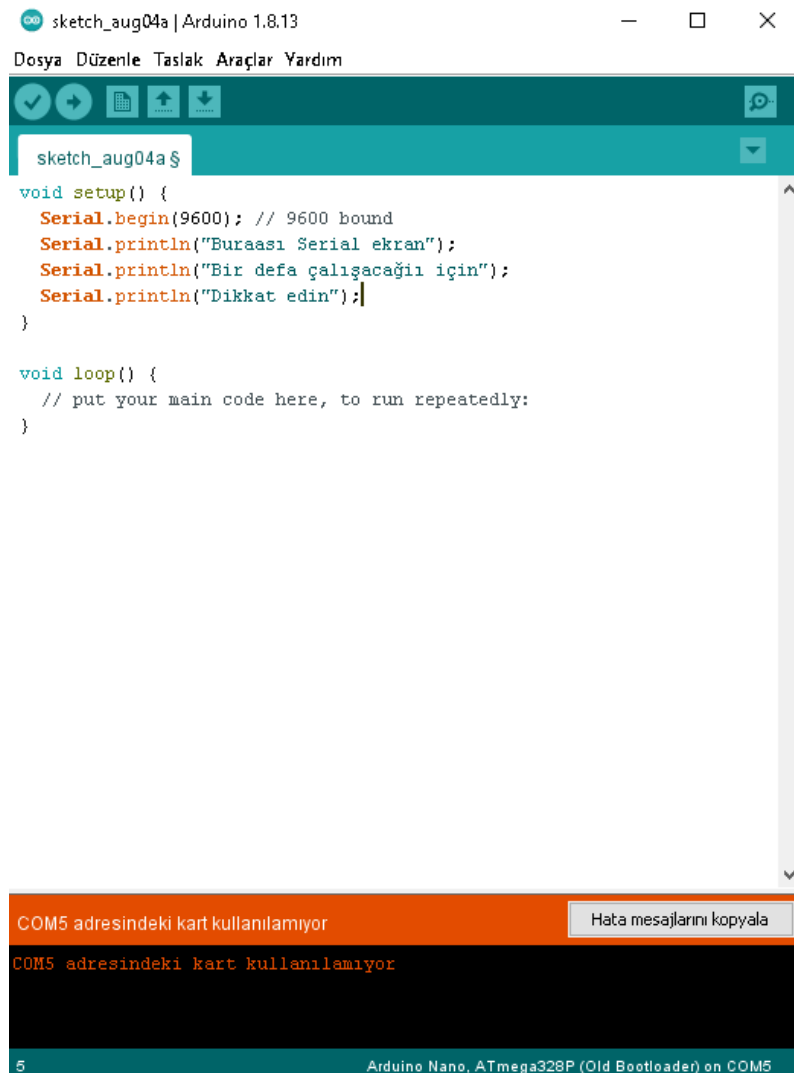 sketch_aug04a | Arduino 1.8.13
Dosya Düzenle Taslak Araçlar Yardım
sketch_aug04a §
void setup() {
  Serial.begin(9600); // 9600 bound
  Serial.println("Buraası Serial ekran");
  Serial.println("Bir defa çalışacağıı için");
  Serial.println("Dikkat edin");
}
void loop() {
  // put your main code here, to run repeatedly:
}
COM5 adresindeki kart kullanılamıyor Hata mesajlarını kopyala
COM5 adresindeki kart kullanılamıyor
5 Arduino Nano, ATmega328P (Old Bootloader) on COM5